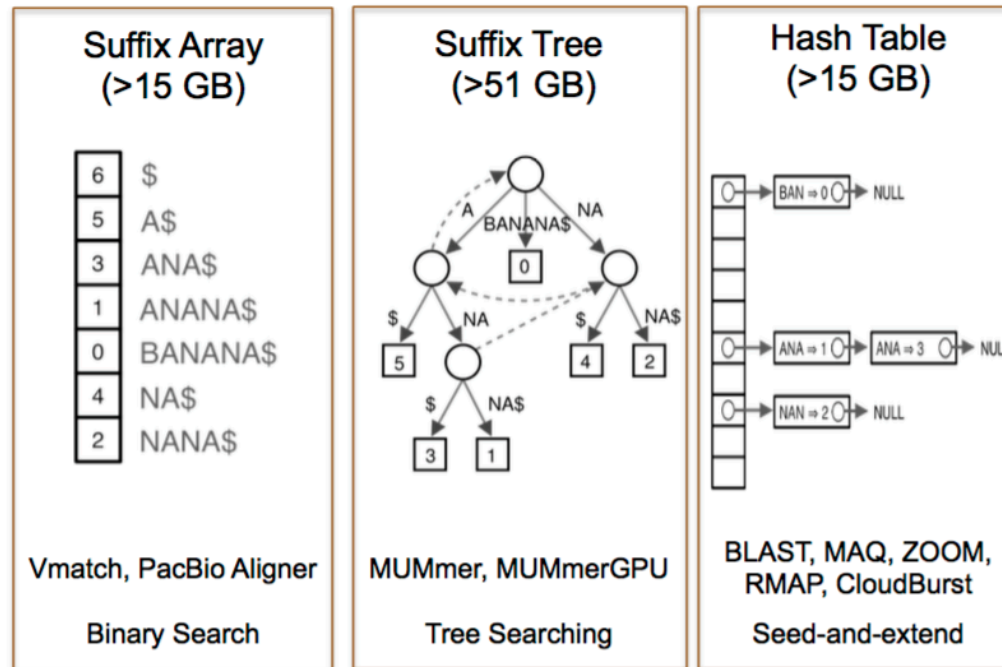 Suffix Array
(>15 GB)
6 $
5 A$
3 ANA$
1 ANANA$
0 BANANA$
4 NA$
2 NANA$
Vmatch, PacBio Aligner
Binary Search
Suffix Tree
(>51 GB)
A
BANANA$
NA
0
$
NA
$
NA$
5
4
2
$
NA$
3
1
MUMmer, MUMmerGPU
Tree Searching
Hash Table
(>15 GB)
BAN ⇒ 0 NULL
ANA ⇒ 1 ANA ⇒ 3 NUL
NAN ⇒ 2 NULL
BLAST, MAQ, ZOOM,
RMAP, CloudBurst
Seed-and-extend